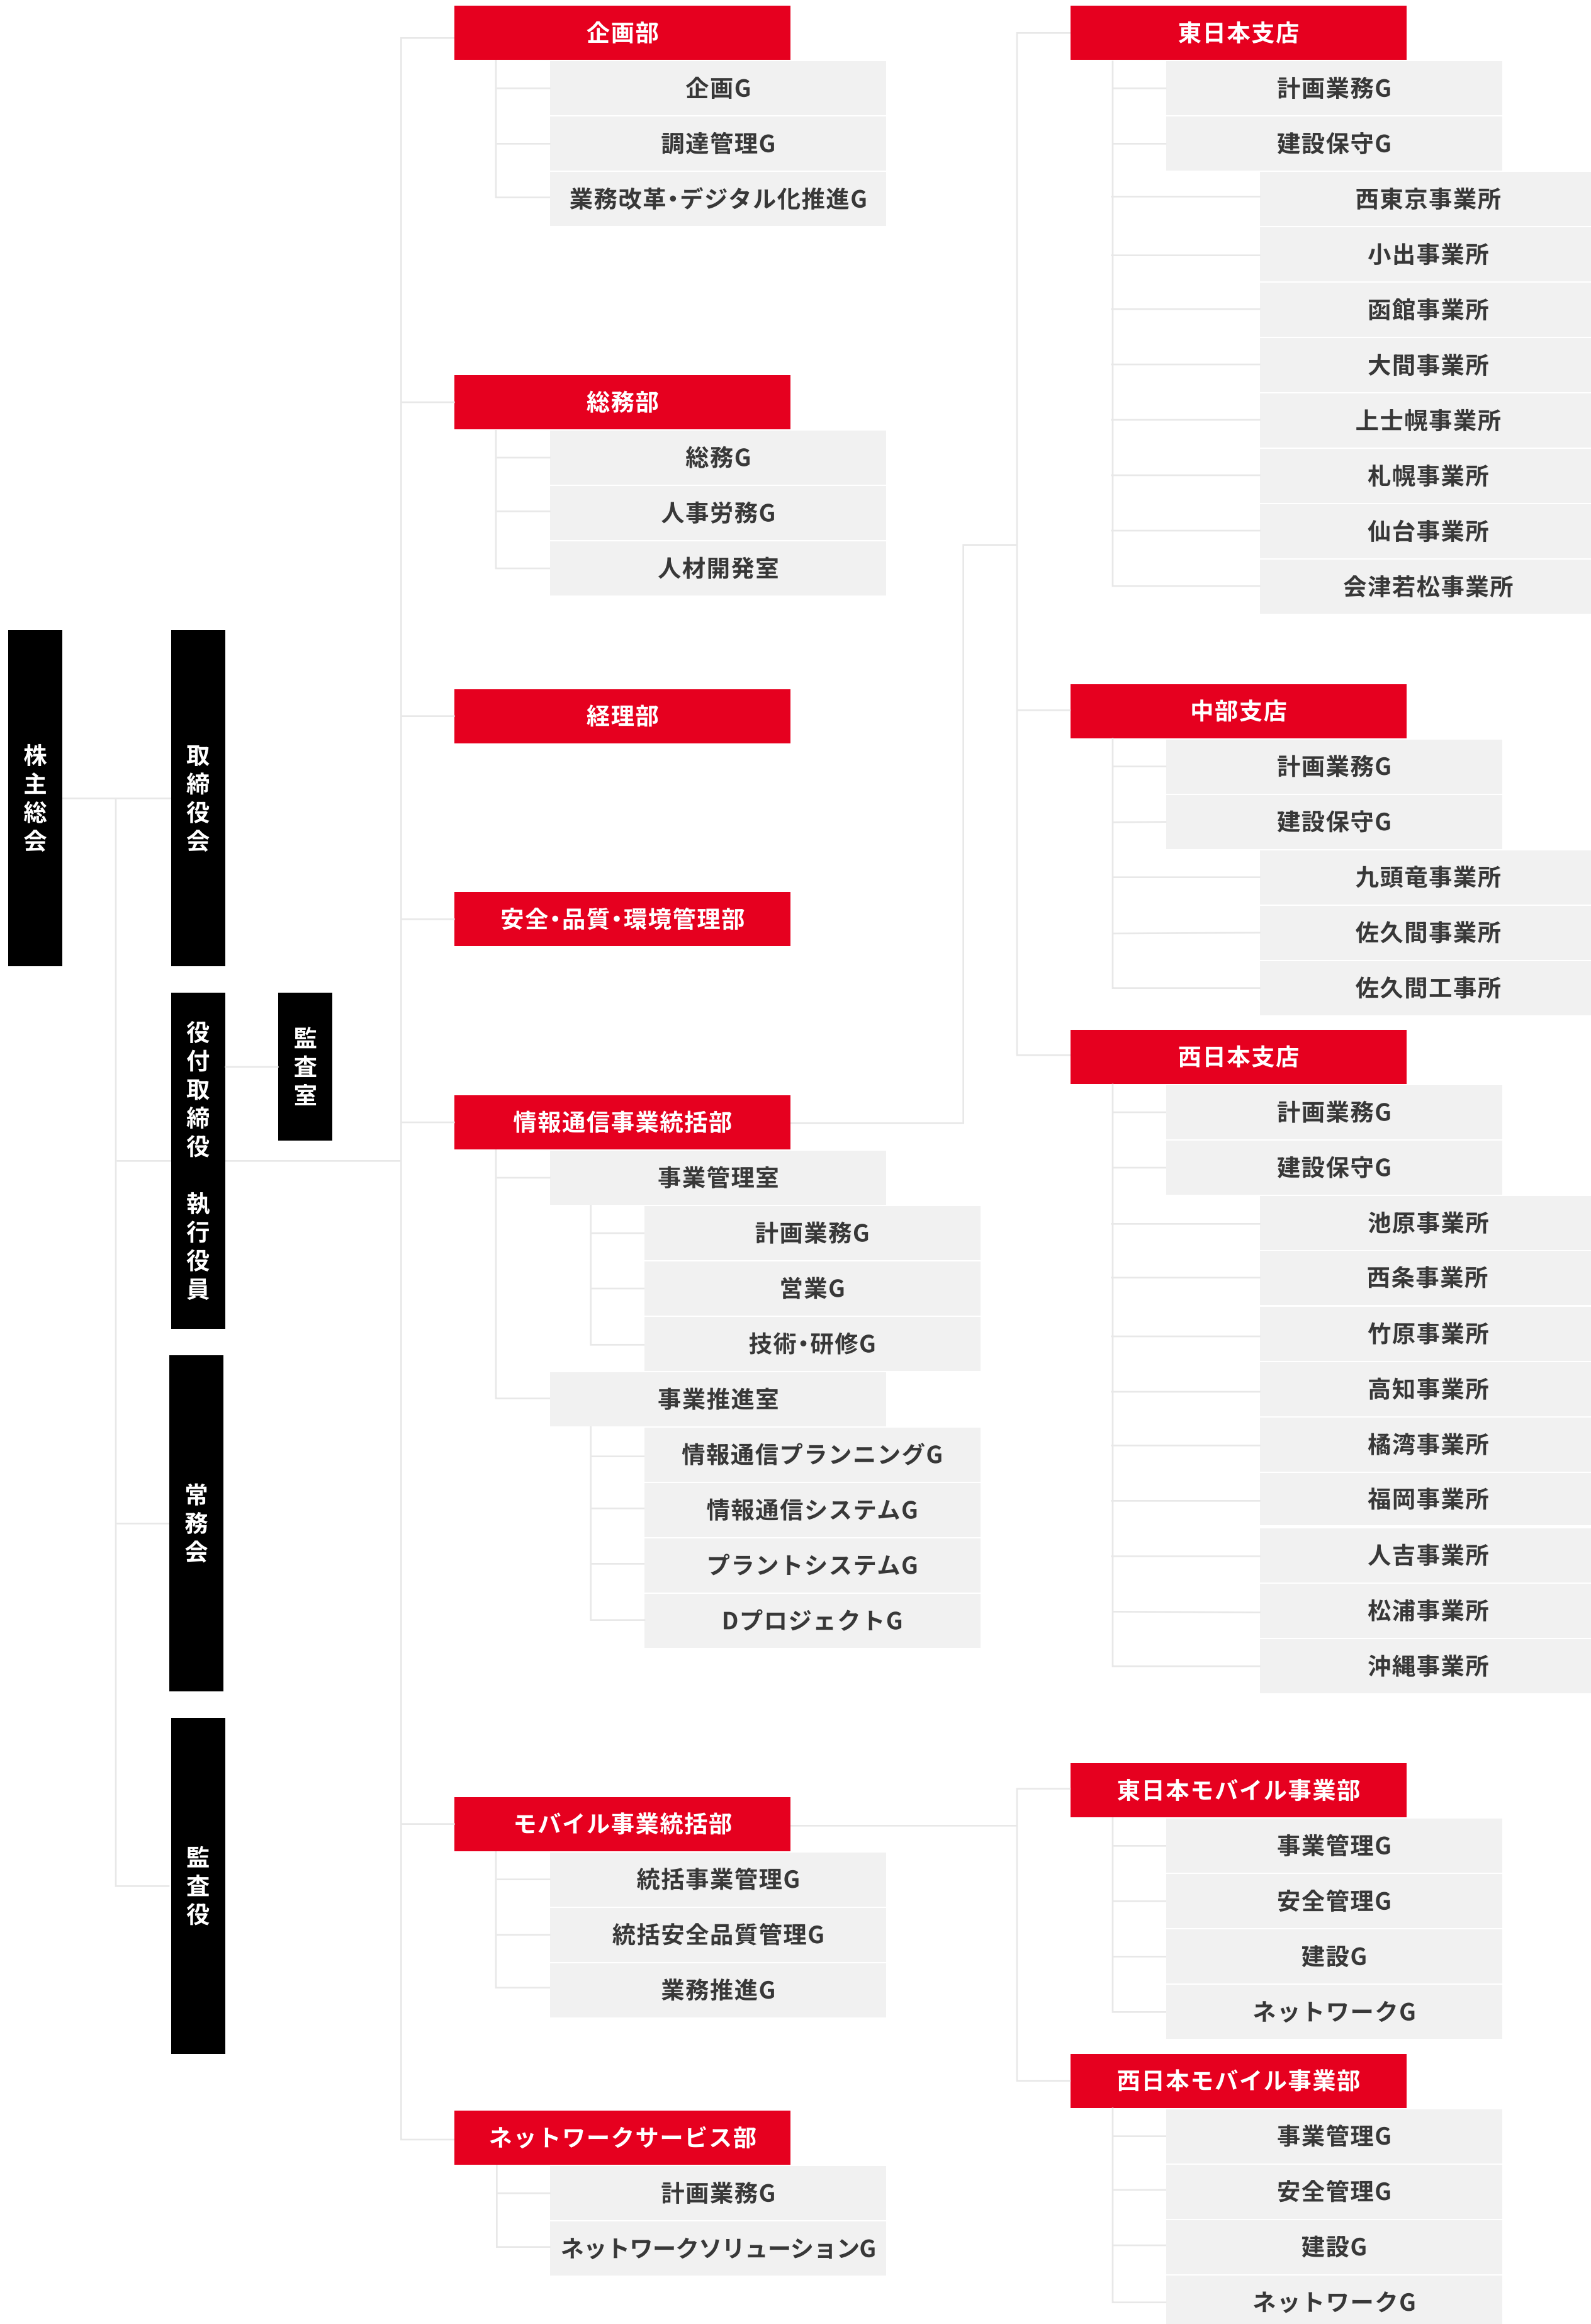 株主総会
取締役会
役付取締役　執行役員
監査室
常務会
監査役
企画部
企画G
調達管理G
業務改革・デジタル化推進G
総務部
総務G
人事労務G
人材開発室
経理部
安全・品質・環境管理部
情報通信事業統括部
事業管理室
計画業務G
営業G
技術・研修G
事業推進室
情報通信プランニングG
情報通信システムG
プラントシステムG
DプロジェクトG
モバイル事業統括部
統括事業管理G
統括安全品質管理G
業務推進G
ネットワークサービス部
計画業務G
ネットワークソリューションG
東日本支店
計画業務G
建設保守G
西東京事業所
小出事業所
函館事業所
大間事業所
上士幌事業所
札幌事業所
仙台事業所
会津若松事業所
中部支店
計画業務G
建設保守G
九頭竜事業所
佐久間事業所
佐久間工事所
西日本支店
計画業務G
建設保守G
池原事業所
西条事業所
竹原事業所
高知事業所
橘湾事業所
福岡事業所
人吉事業所
松浦事業所
沖縄事業所
東日本モバイル事業部
事業管理G
安全管理G
建設G
ネットワークG
西日本モバイル事業部
事業管理G
安全管理G
建設G
ネットワークG